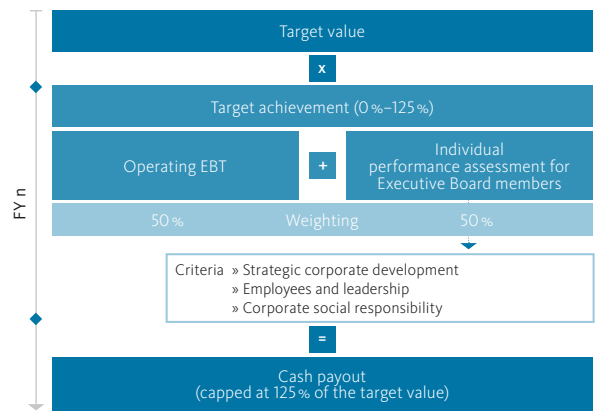 Target value
x
Target achievement (0 %–125 %)
Operating EBT
+
Individual
performance assessment for
Executive Board members
FY n
50 % Weighting 50 %
Criteria » Strategic corporate development
» Employees and leadership
» Corporate social responsibility
=
Cash payout
(capped at 125 % of the target value)